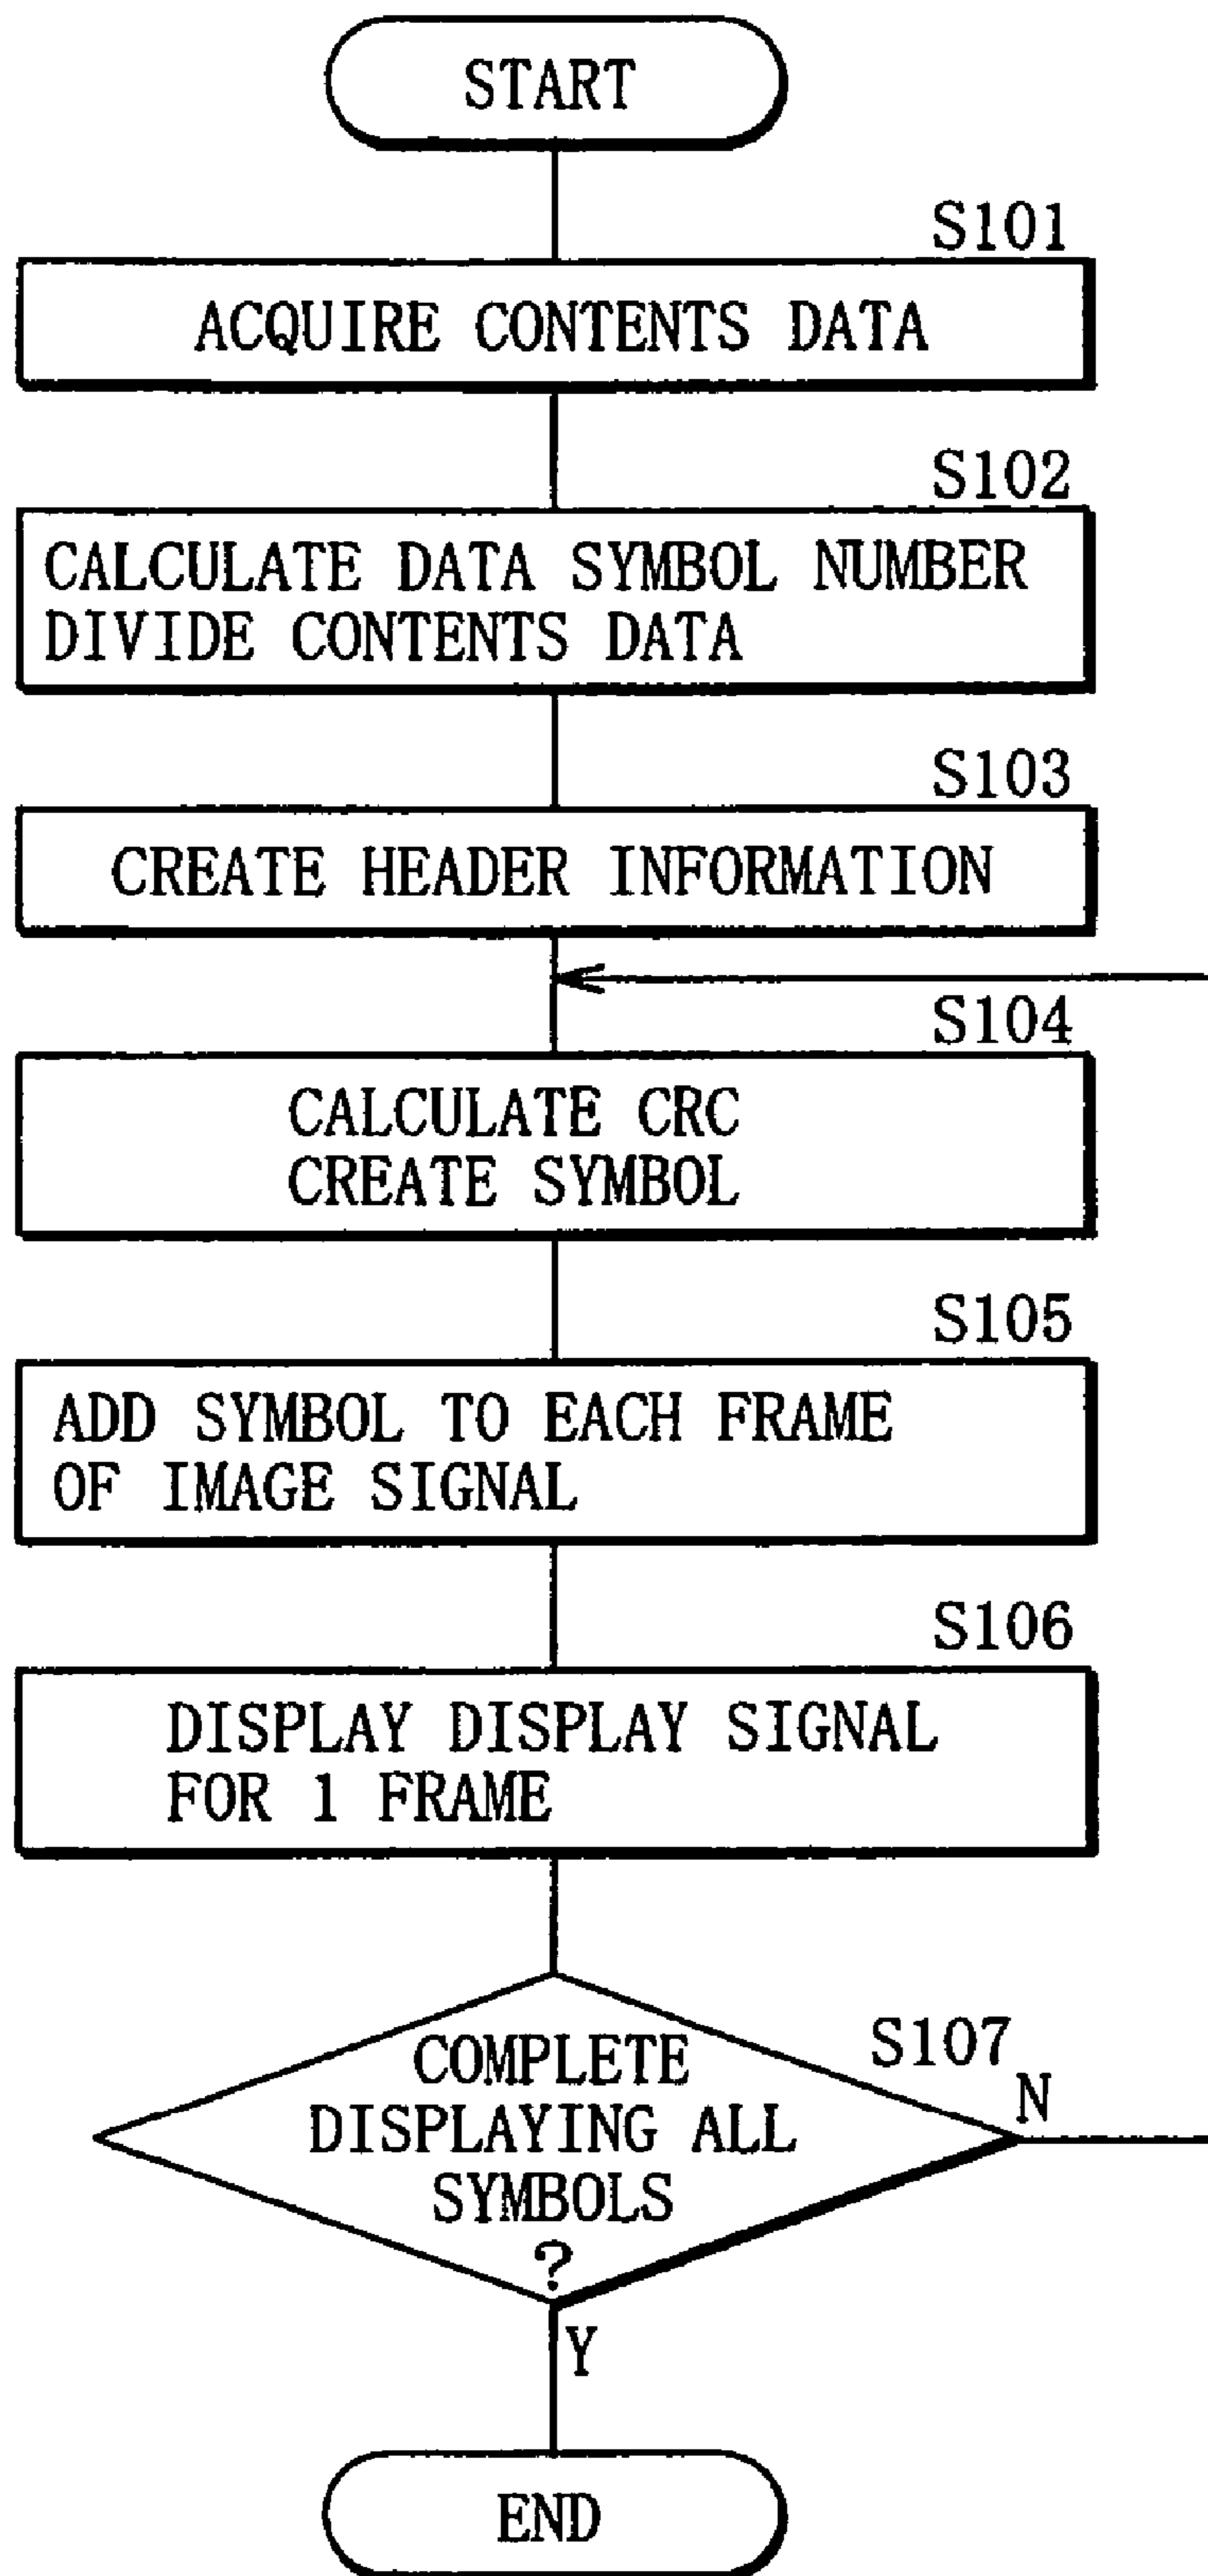 START
S101
ACQUIRE CONTENTS DATA
S102
CALCULATE DATA SYMBOL NUMBER
DIVIDE CONTENTS DATA
S103
CREATE HEADER INFORMATION
S104
CALCULATE CRC
CREATE SYMBOL
S105
ADD SYMBOL TO EACH FRAME
OF IMAGE SIGNAL
S106
DISPLAY DISPLAY SIGNAL
FOR 1 FRAME
S107
COMPLETE
DISPLAYING ALL
SYMBOLS
?
N
Y
END